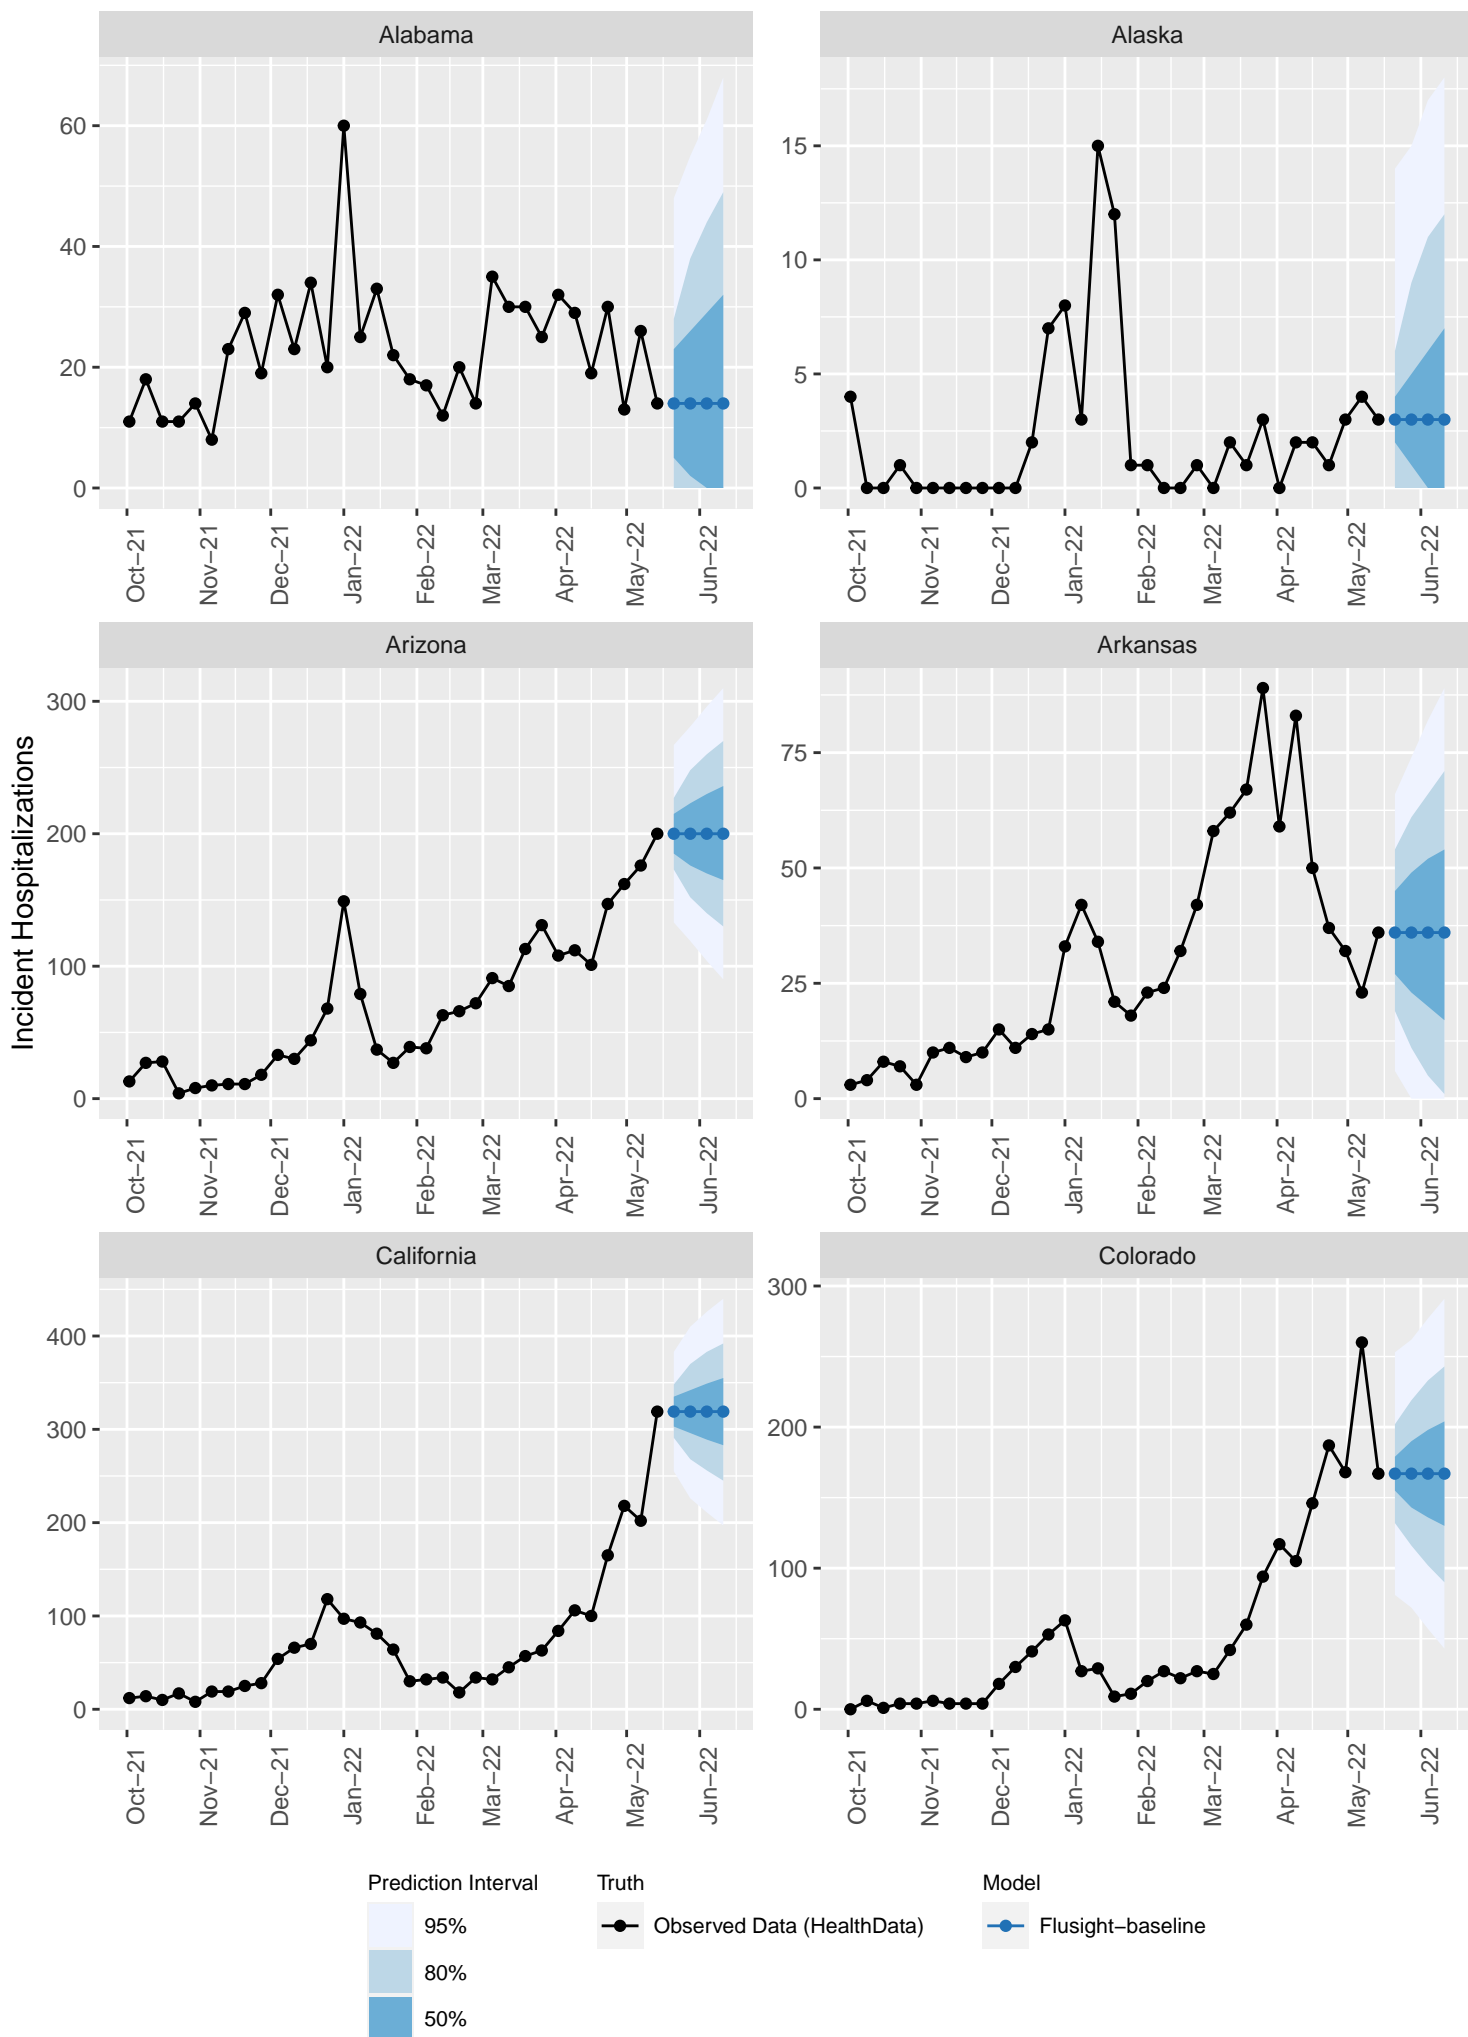 Alabama
Alaska
60
40
20
0
15
10
5
0
Oct−21
Nov−21
Dec−21
Jan−22
Feb−22
Mar−22
Apr−22
May−22
Jun−22
Oct−21
Nov−21
Dec−21
Jan−22
Feb−22
Mar−22
Apr−22
May−22
Jun−22
Incident Hospitalizations
Arizona
Arkansas
300
200
100
0
75
50
25
0
Oct−21
Nov−21
Dec−21
Jan−22
Feb−22
Mar−22
Apr−22
May−22
Jun−22
Oct−21
Nov−21
Dec−21
Jan−22
Feb−22
Mar−22
Apr−22
May−22
Jun−22
California
Colorado
400
300
200
100
0
300
200
100
0
Oct−21
Nov−21
Dec−21
Jan−22
Feb−22
Mar−22
Apr−22
May−22
Jun−22
Oct−21
Nov−21
Dec−21
Jan−22
Feb−22
Mar−22
Apr−22
May−22
Jun−22
Prediction Interval
95%
80%
50%
Truth
Observed Data (HealthData)
Model
Flusight−baseline